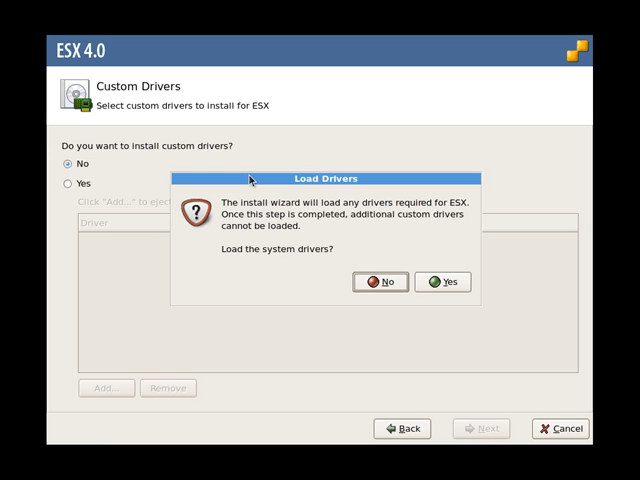 ESX 4.0
Custom Drivers
Select custom drivers to install for ESX
Do you want to install custom drivers?
No
Yes
Click "Add..." to eject
Driver
Load Drivers
?
The install wizard will load any drivers required for ESX.
Once this step is completed, additional custom drivers
cannot be loaded.
Load the system drivers?
No
Yes
Add...
Remove
Back
Next
Cancel